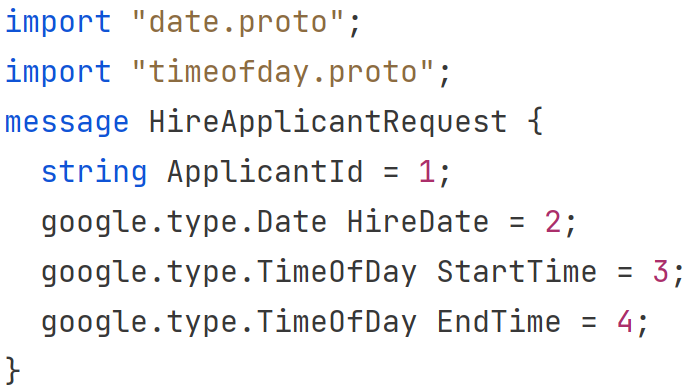 import "date.proto";
import "timeofday.proto";
message HireApplicantRequest {
  string ApplicantId = 1;
  google.type.Date HireDate = 2;
  google.type.TimeOfDay StartTime = 3;
  google.type.TimeOfDay EndTime = 4;
}